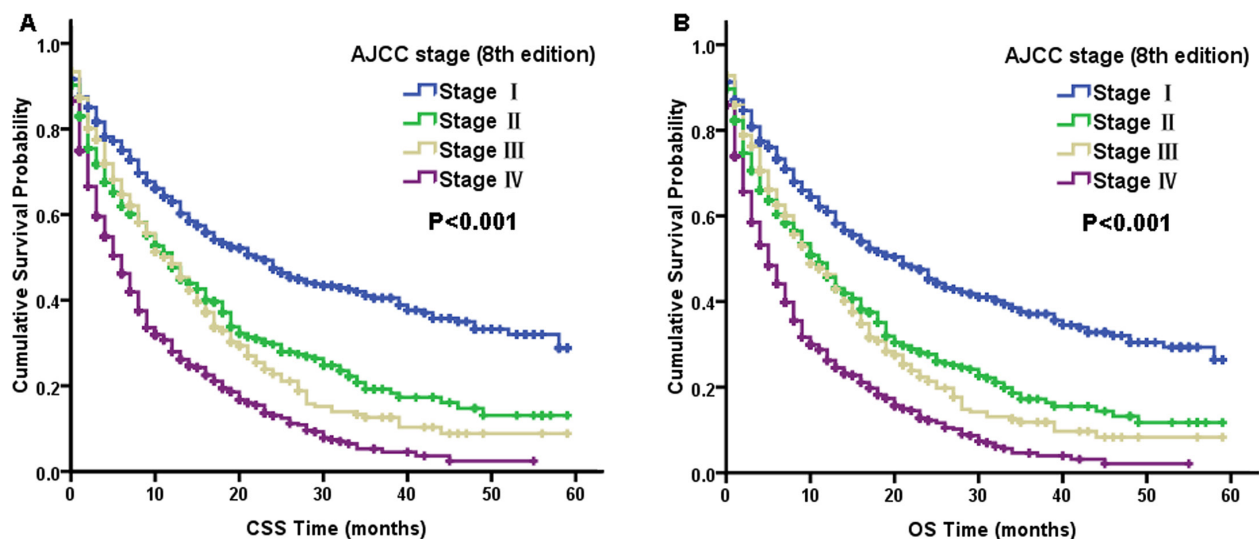 A
AJCC stage (8th edition)
Stage Ⅰ
Stage Ⅱ
Stage Ⅲ
Stage Ⅳ
P<0.001
Cumulative Survival Probability
1.0
0.8
0.6
0.4
0.2
0.0
0 10 20 30 40 50 60
CSS Time (months)
B
AJCC stage (8th edition)
Stage Ⅰ
Stage Ⅱ
Stage Ⅲ
Stage Ⅳ
P<0.001
Cumulative Survival Probability
1.0
0.8
0.6
0.4
0.2
0.0
0 10 20 30 40 50 60
OS Time (months)